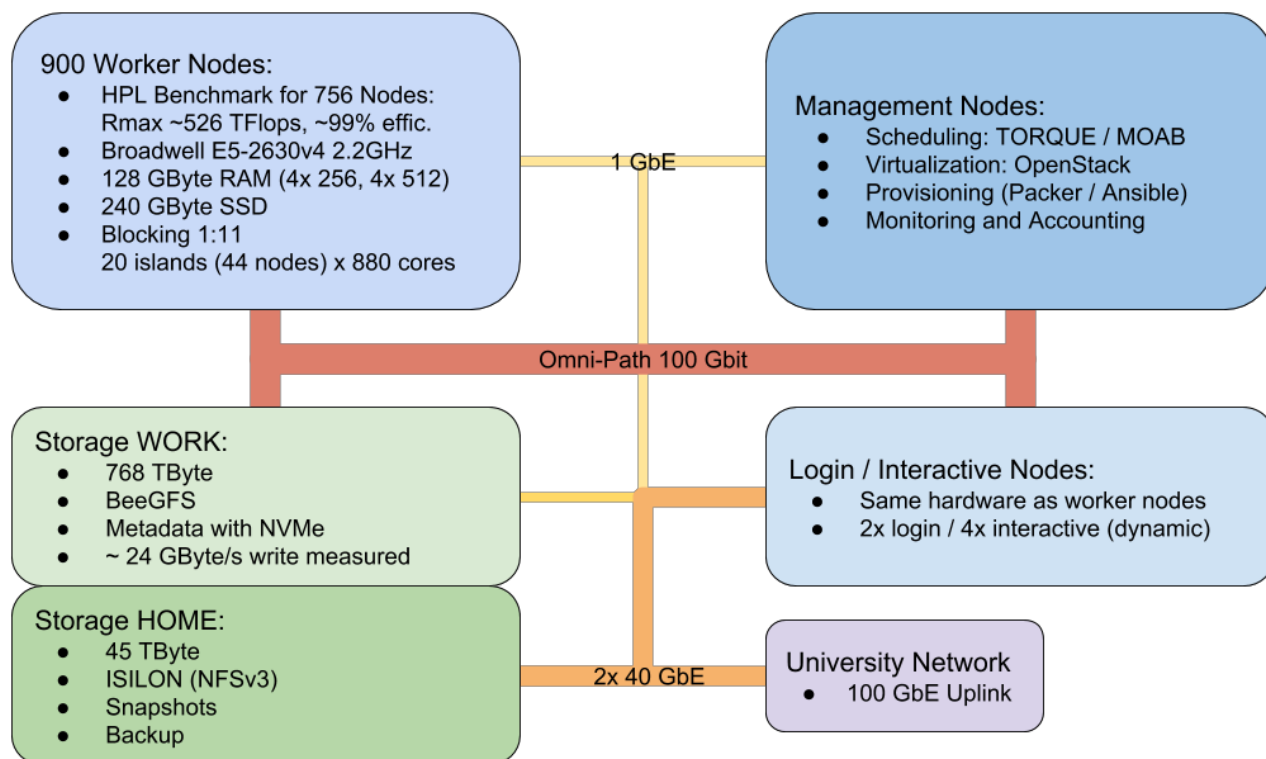 900 Worker Nodes:
● HPL Benchmark for 756 Nodes:
Rmax ~526 TFlops, ~99% effic.
● Broadwell E5-2630v4 2.2GHz
● 128 GByte RAM (4x 256, 4x 512)
● 240 GByte SSD
● Blocking 1:11
20 islands (44 nodes) x 880 cores
1 GbE
Management Nodes:
● Scheduling: TORQUE / MOAB
● Virtualization: OpenStack
● Provisioning (Packer / Ansible)
● Monitoring and Accounting
Omni-Path 100 Gbit
Storage WORK:
● 768 TByte
● BeeGFS
● Metadata with NVMe
● ~ 24 GByte/s write measured
Login / Interactive Nodes:
● Same hardware as worker nodes
● 2x login / 4x interactive (dynamic)
Storage HOME:
● 45 TByte
● ISILON (NFSv3)
● Snapshots
● Backup
2x 40 GbE
University Network
● 100 GbE Uplink